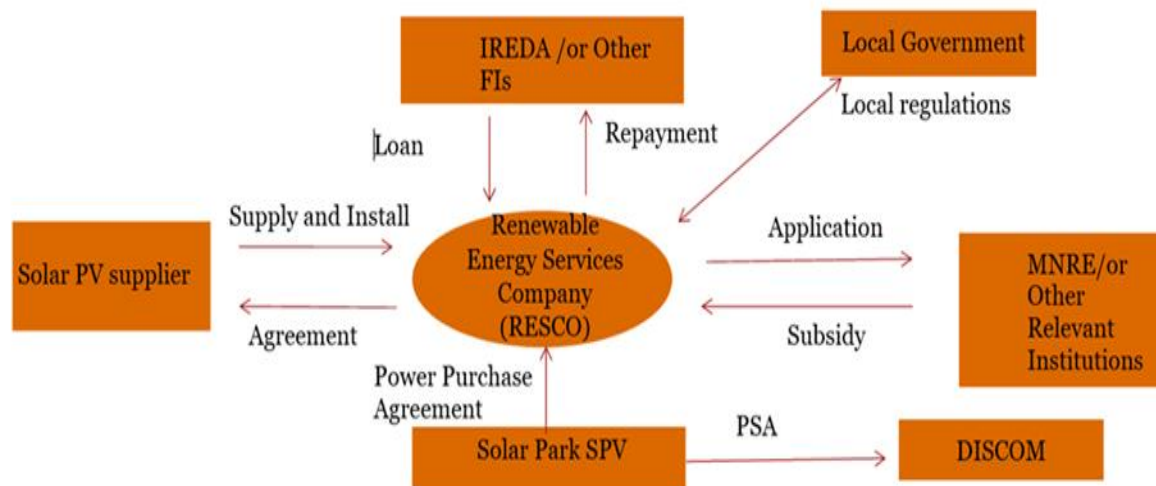 IREDA /or Other
FIs
Local Government
Local regulations
Loan
Repayment
Supply and Install
Renewable
Energy Services
Company
(RESCO)
Application
Solar PV supplier
MNRE/or
Other
Relevant
Institutions
Agreement
Subsidy
Power Purchase
Agreement
Solar Park SPV
PSA
DISCOM